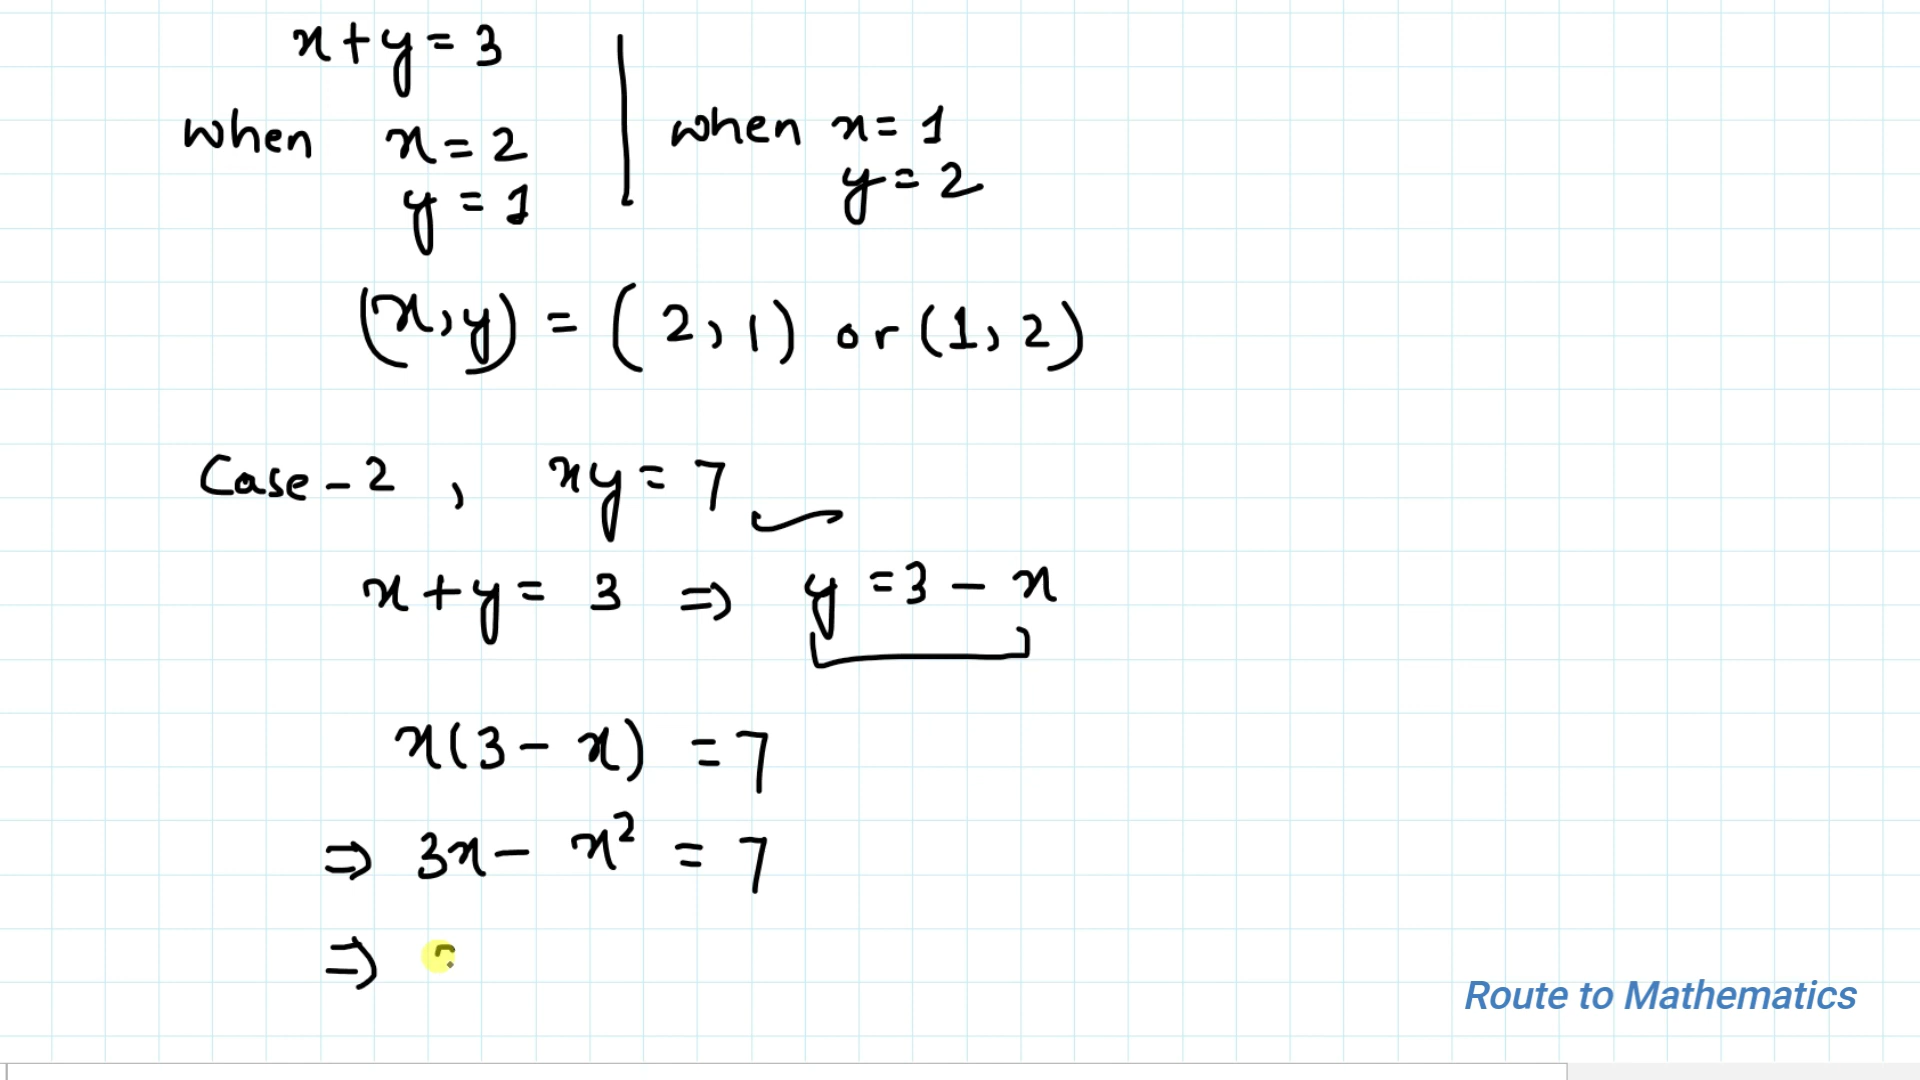 x+y=3
when x=2
y=1
when x=1
y=2
(x,y) = (2,1) or (1,2)
Case-2, xy=7
x+y=3 ⇒ y=3-x
x(3-x)=7
⇒ 3x-x²=7
⇒
Route to Mathematics